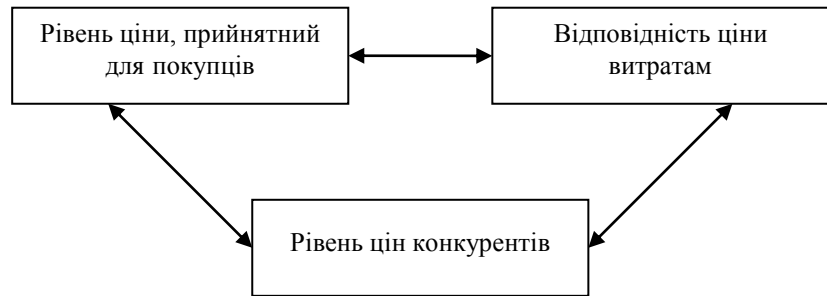 Рівень ціни, прийнятний
для покупців
Відповідність ціни
витратам
Рівень цін конкурентів